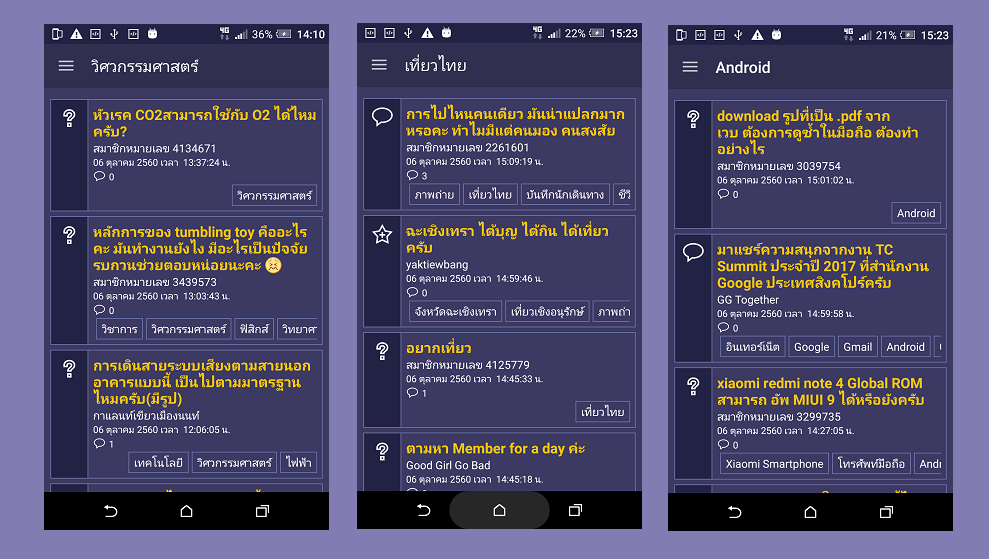 4G 36% 14:10
วิศวกรรมศาสตร์
หัวเรค CO2สามารถใช้กับ O2 ได้ไหม
ครับ?
สมาชิกหมายเลข 4134671
06 ตุลาคม 2560 เวลา 13:37:24 น.
0
วิศวกรรมศาสตร์
หลักการของ tumbling toy คืออะไร
คะ มันทำงานยังไง มีอะไรเป็นปัจจัย
รบกวนช่วยตอบหน่อยนะคะ
สมาชิกหมายเลข 3439573
06 ตุลาคม 2560 เวลา 13:03:43 น.
0
วิชาการ วิศวกรรมศาสตร์ ฟิสิกส์ วิทยาศา
การเดินสายระบบเสียงตามสายนอก
อาคารแบบนี้ เป็นไปตามมาตรฐาน
ไหมครับ(มีรูป)
กาแลนท์เขียวเมืองนนท์
06 ตุลาคม 2560 เวลา 12:06:05 น.
1
เทคโนโลยี วิศวกรรมศาสตร์ ไฟฟ้า
4G 22% 15:23
เที่ยวไทย
การไปไหนคนเดียว มันน่าแปลกมาก
หรอคะ ทำไมมีแต่คนมอง คนสงสัย
สมาชิกหมายเลข 2261601
06 ตุลาคม 2560 เวลา 15:09:19 น.
3
ภาพถ่าย เที่ยวไทย บันทึกนักเดินทาง ชีวิ
ฉะเชิงเทรา ได้บุญ ได้กิน ได้เที่ยว
ครับ
yaktiewbang
06 ตุลาคม 2560 เวลา 14:59:46 น.
0
จังหวัดฉะเชิงเทรา เที่ยวเชิงอนุรักษ์ ภาพถ่า
อยากเที่ยว
สมาชิกหมายเลข 4125779
06 ตุลาคม 2560 เวลา 14:45:33 น.
1
เที่ยวไทย
ตามหา Member for a day ค่ะ
Good Girl Go Bad
06 ตุลาคม 2560 เวลา 14:45:18 น.
4G 21% 15:23
Android
download รูปที่เป็น .pdf จาก
เวบ ต้องการดูซ้ำในมือถือ ต้องทำ
อย่างไร
สมาชิกหมายเลข 3039754
06 ตุลาคม 2560 เวลา 15:01:02 น.
0
Android
มาแชร์ความสนุกจากงาน TC
Summit ประจำปี 2017 ที่สำนักงาน
Google ประเทศสิงคโปร์ครับ
GG Together
06 ตุลาคม 2560 เวลา 14:59:58 น.
0
อินเทอร์เน็ต Google Gmail Android
xiaomi redmi note 4 Global ROM
สามารถ อัพ MIUI 9 ได้หรือยังครับ
สมาชิกหมายเลข 3299735
06 ตุลาคม 2560 เวลา 14:27:05 น.
0
Xiaomi Smartphone โทรศัพท์มือถือ Andr